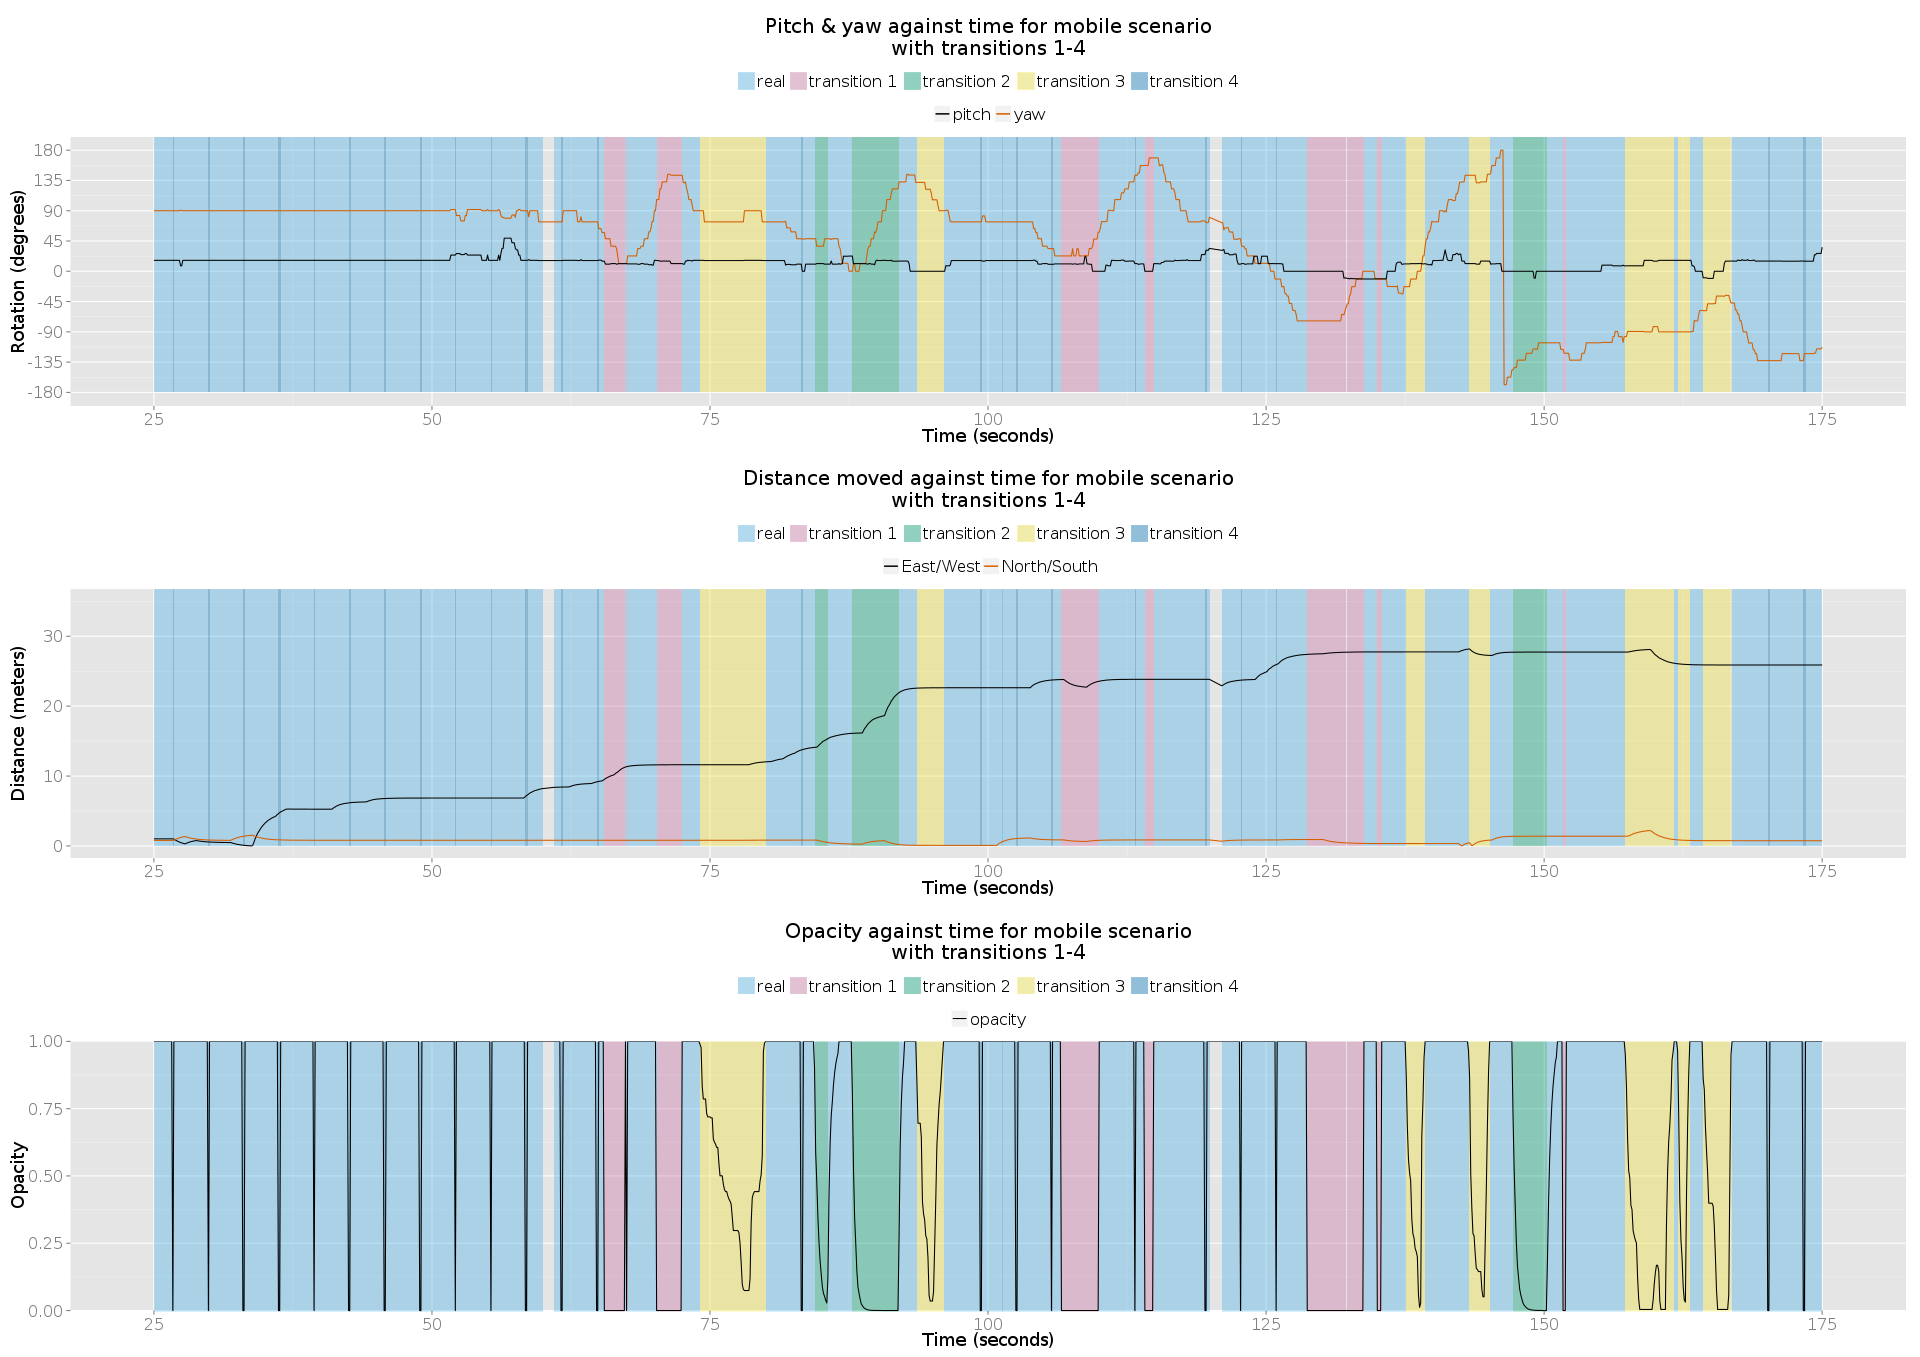 Pitch & yaw against time for mobile scenario
with transitions 1-4
real transition 1 transition 2 transition 3 transition 4
pitch yaw
Rotation (degrees)
180
135
90
45
0
-45
-90
-135
-180
25 50 75 100 125 150 175
Time (seconds)
Distance moved against time for mobile scenario
with transitions 1-4
real transition 1 transition 2 transition 3 transition 4
East/West North/South
Distance (meters)
30
20
10
0
25 50 75 100 125 150 175
Time (seconds)
Opacity against time for mobile scenario
with transitions 1-4
real transition 1 transition 2 transition 3 transition 4
opacity
Opacity
1.00
0.75
0.50
0.25
0.00
25 50 75 100 125 150 175
Time (seconds)